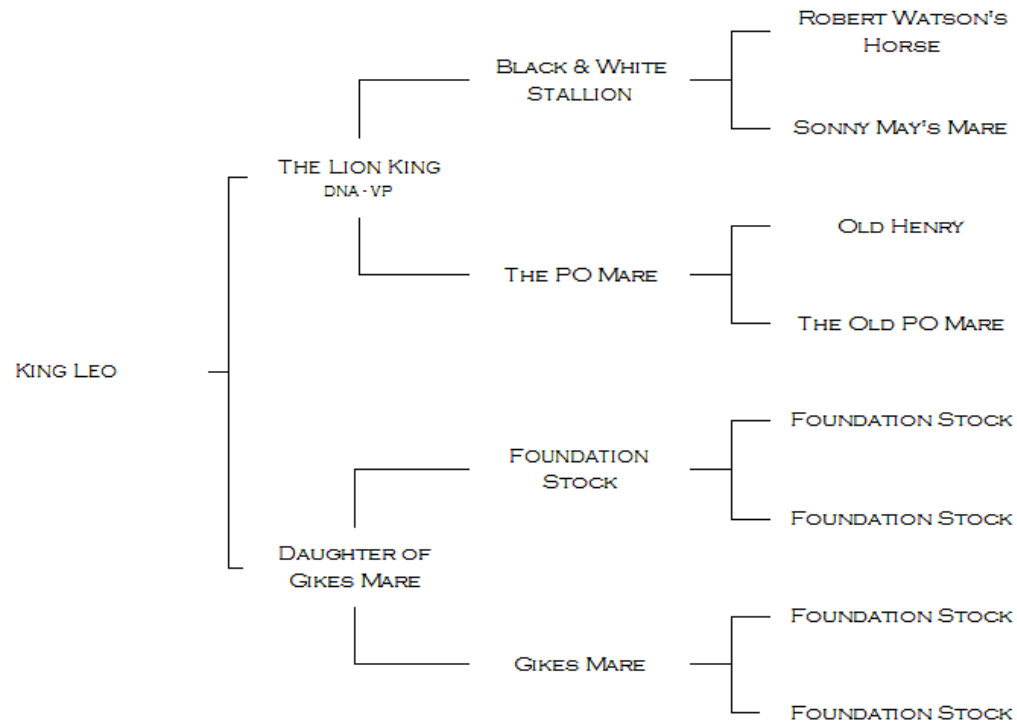 Robert Watson's
Horse
Black & White
Stallion
Sonny May's Mare
The Lion King
DNA - VP
Old Henry
The PO Mare
The Old PO Mare
King Leo
Foundation Stock
Foundation
Stock
Foundation Stock
Daughter of
Gikes Mare
Foundation Stock
Gikes Mare
Foundation Stock